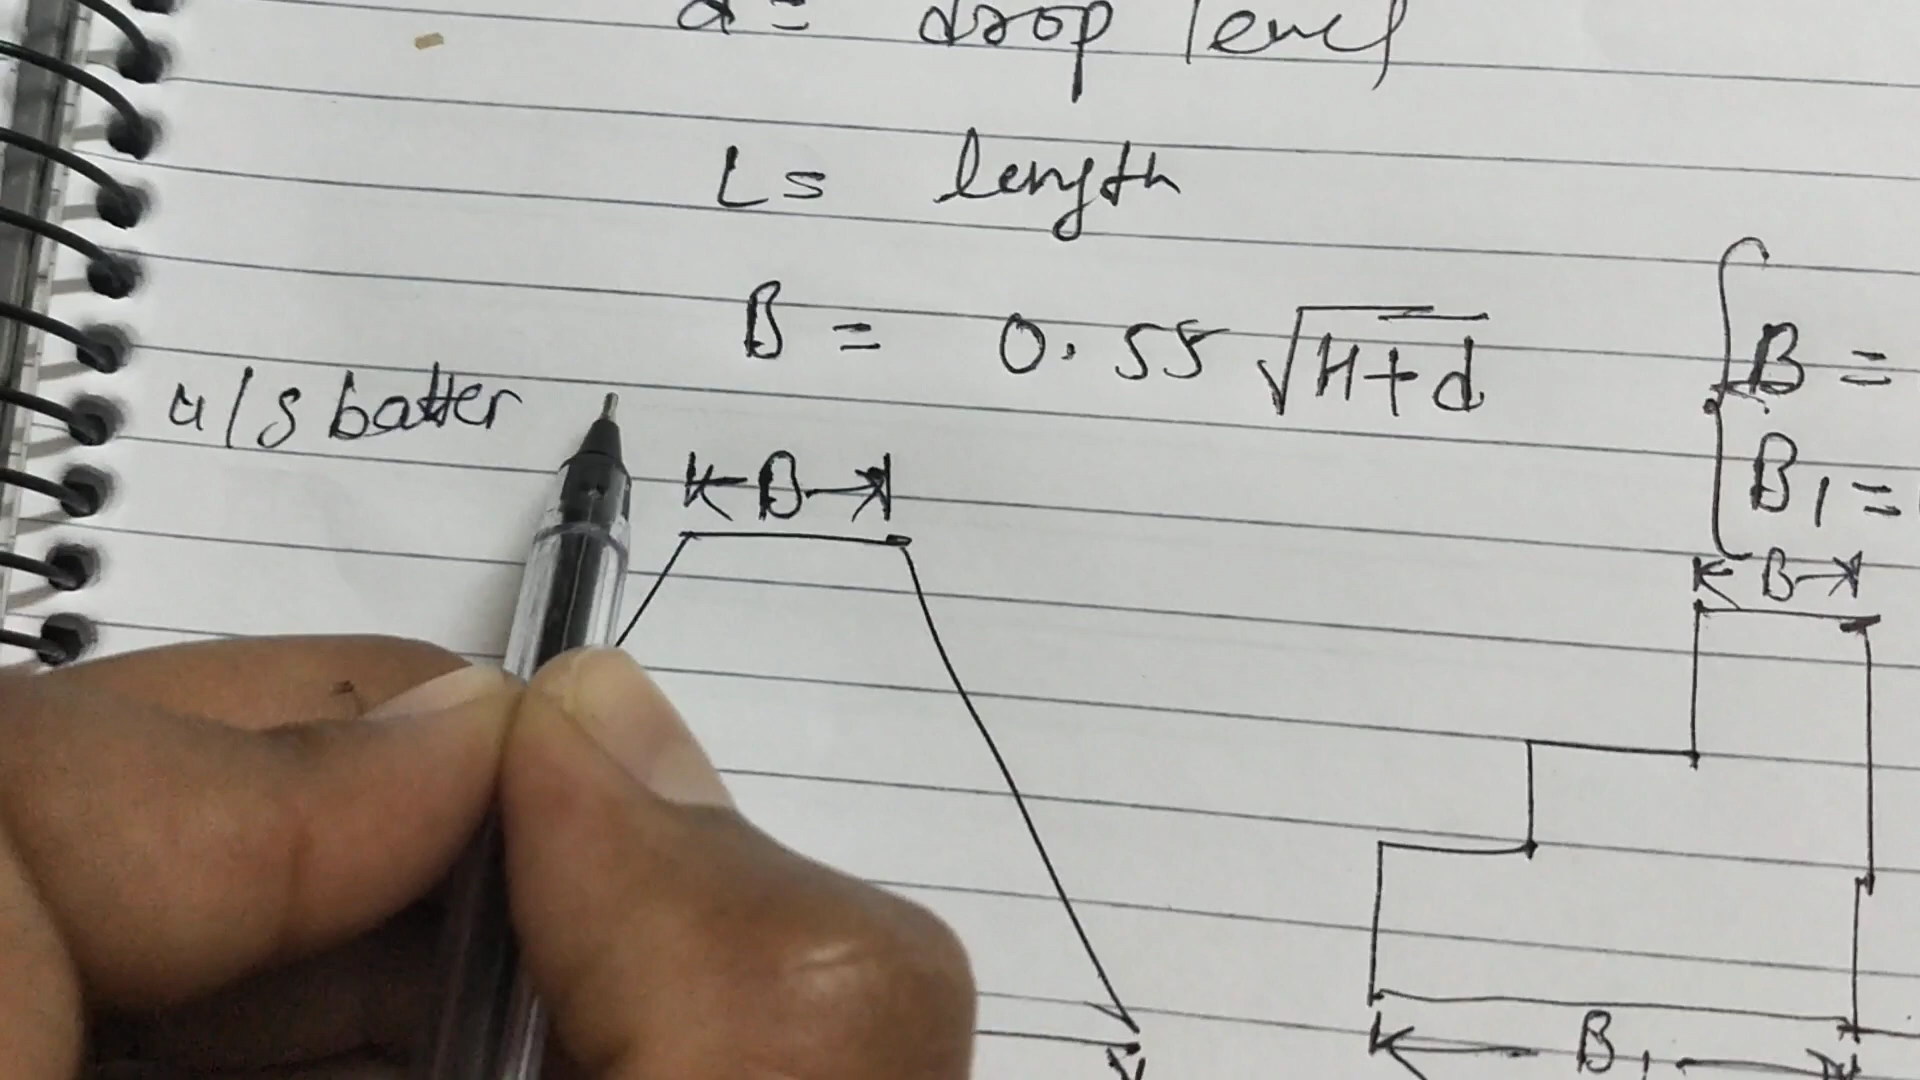 d = drop level
L = length
B = 0.55 √H+d
B =
u/s batter
B
B1 =
B
B1